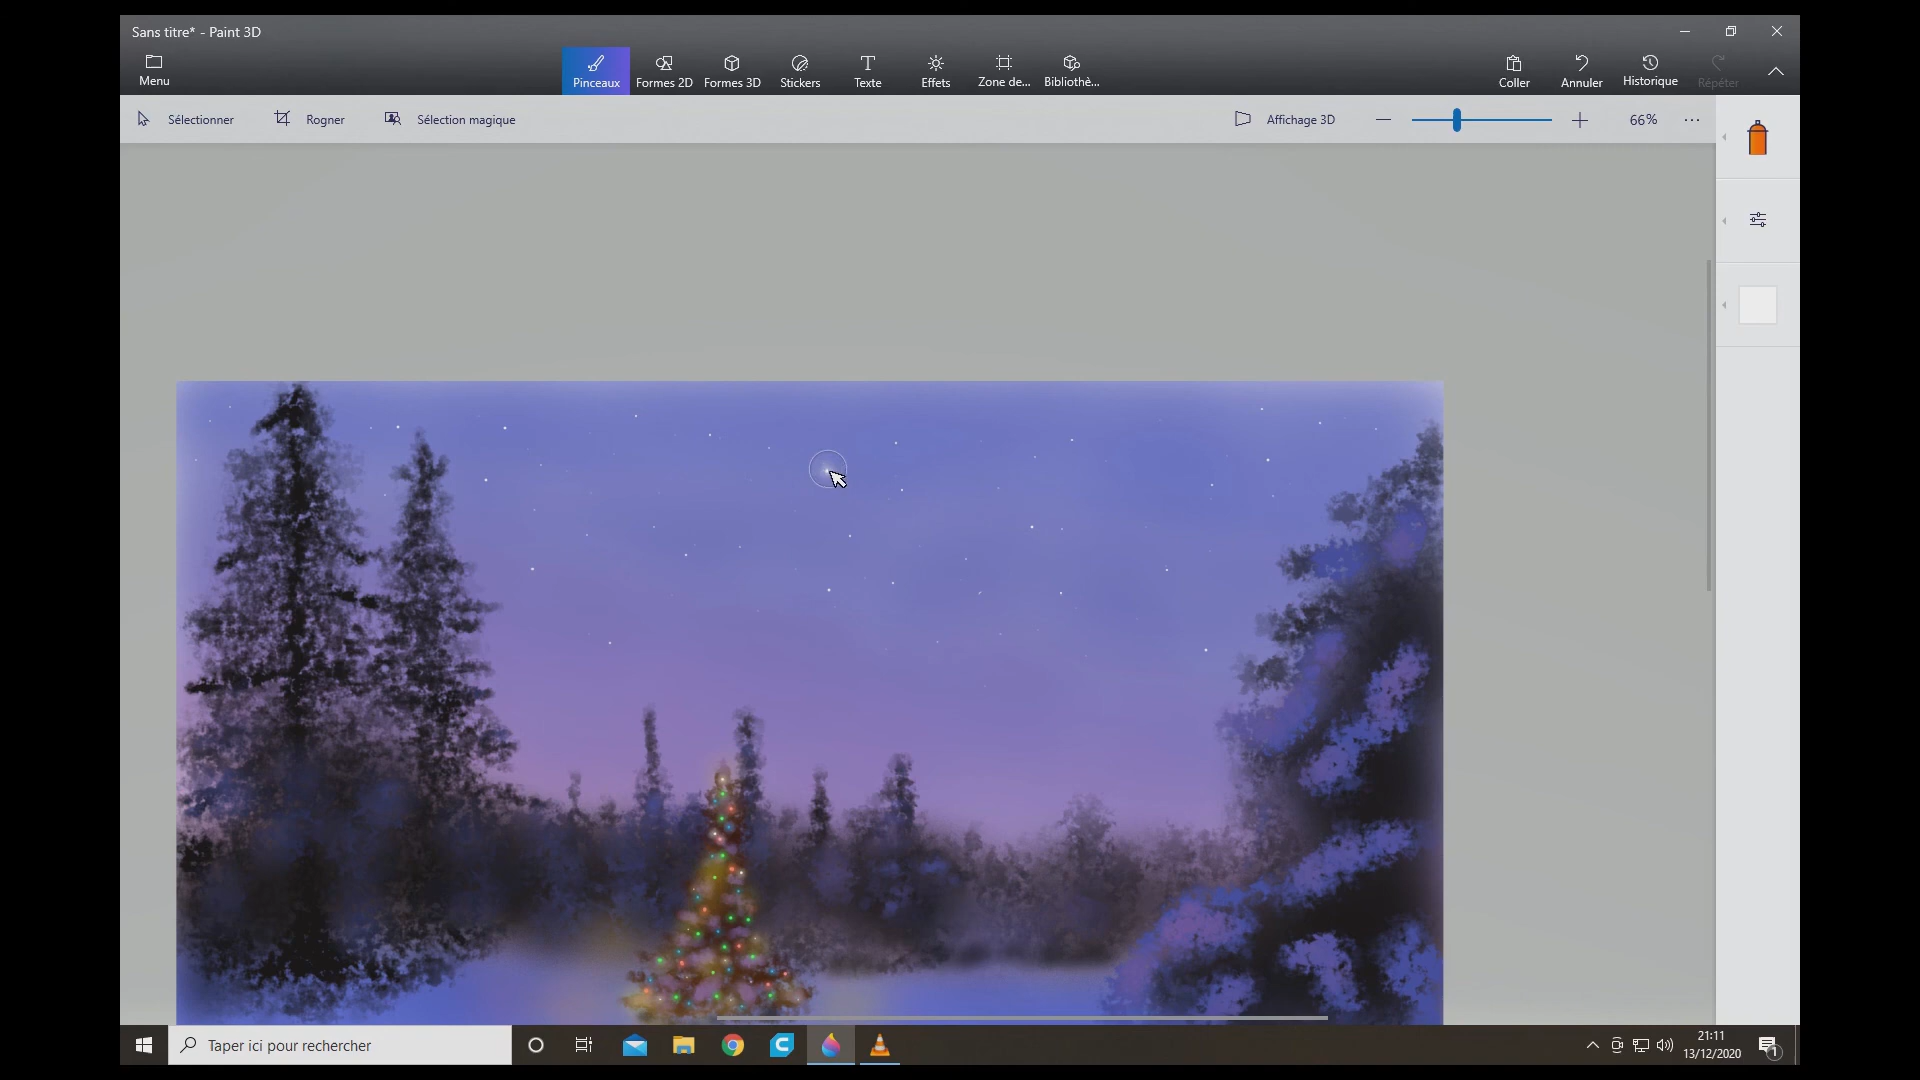 Sans titre* - Paint 3D
Menu
Pinceaux
Formes 2D
Formes 3D
Stickers
Texte
Effets
Zone de...
Bibliothè...
Coller
Annuler
Historique
Répéter
Sélectionner
Rogner
Sélection magique
Affichage 3D
66%
Taper ici pour rechercher
21:11
13/12/2020
1